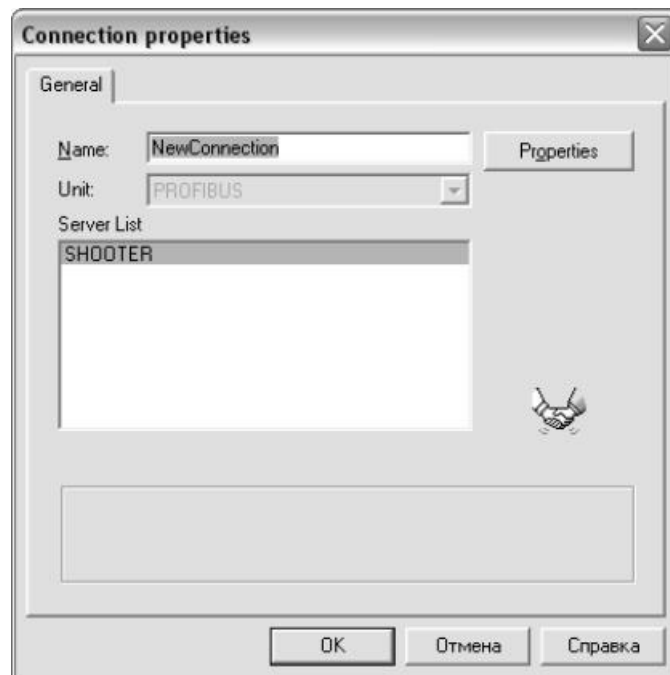 Connection properties
General
Name: NewConnection Properties
Unit: PROFIBUS
Server List
SHOOTER
OK Отмена Справка